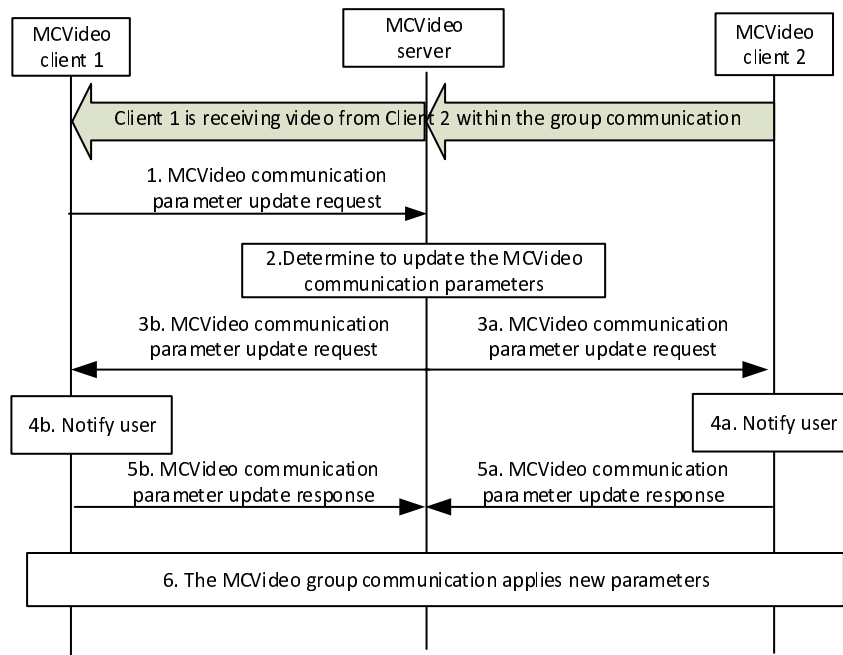 MCVideo
client 1
MCVideo
server
MCVideo
client 2
Client 1 is receiving video from Client 2 within the group communication
1. MCVideo communication
parameter update request
2.Determine to update the MCVideo
communication parameters
3b. MCVideo communication
parameter update request
3a. MCVideo communication
parameter update request
4b. Notify user
4a. Notify user
5b. MCVideo communication
parameter update response
5a. MCVideo communication
parameter update response
6. The MCVideo group communication applies new parameters